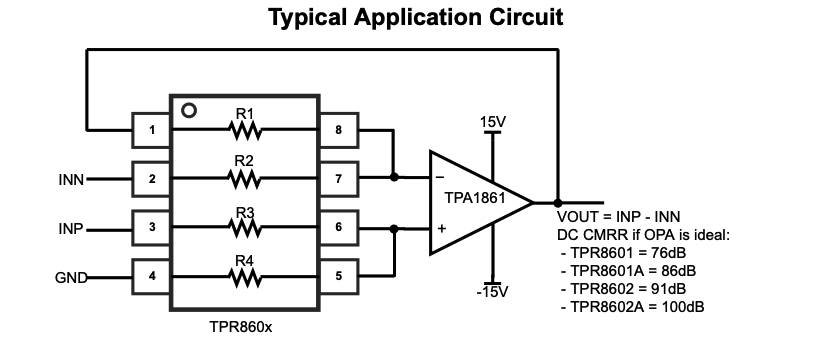 Typical Application Circuit
R1
1
8
15V
R2
INN
2
7
−
TPA1861
R3
INP
3
6
+
VOUT = INP - INN
DC CMRR if OPA is ideal:
- TPR8601 = 76dB
- TPR8601A = 86dB
- TPR8602 = 91dB
- TPR8602A = 100dB
R4
GND
4
5
-15V
TPR860x